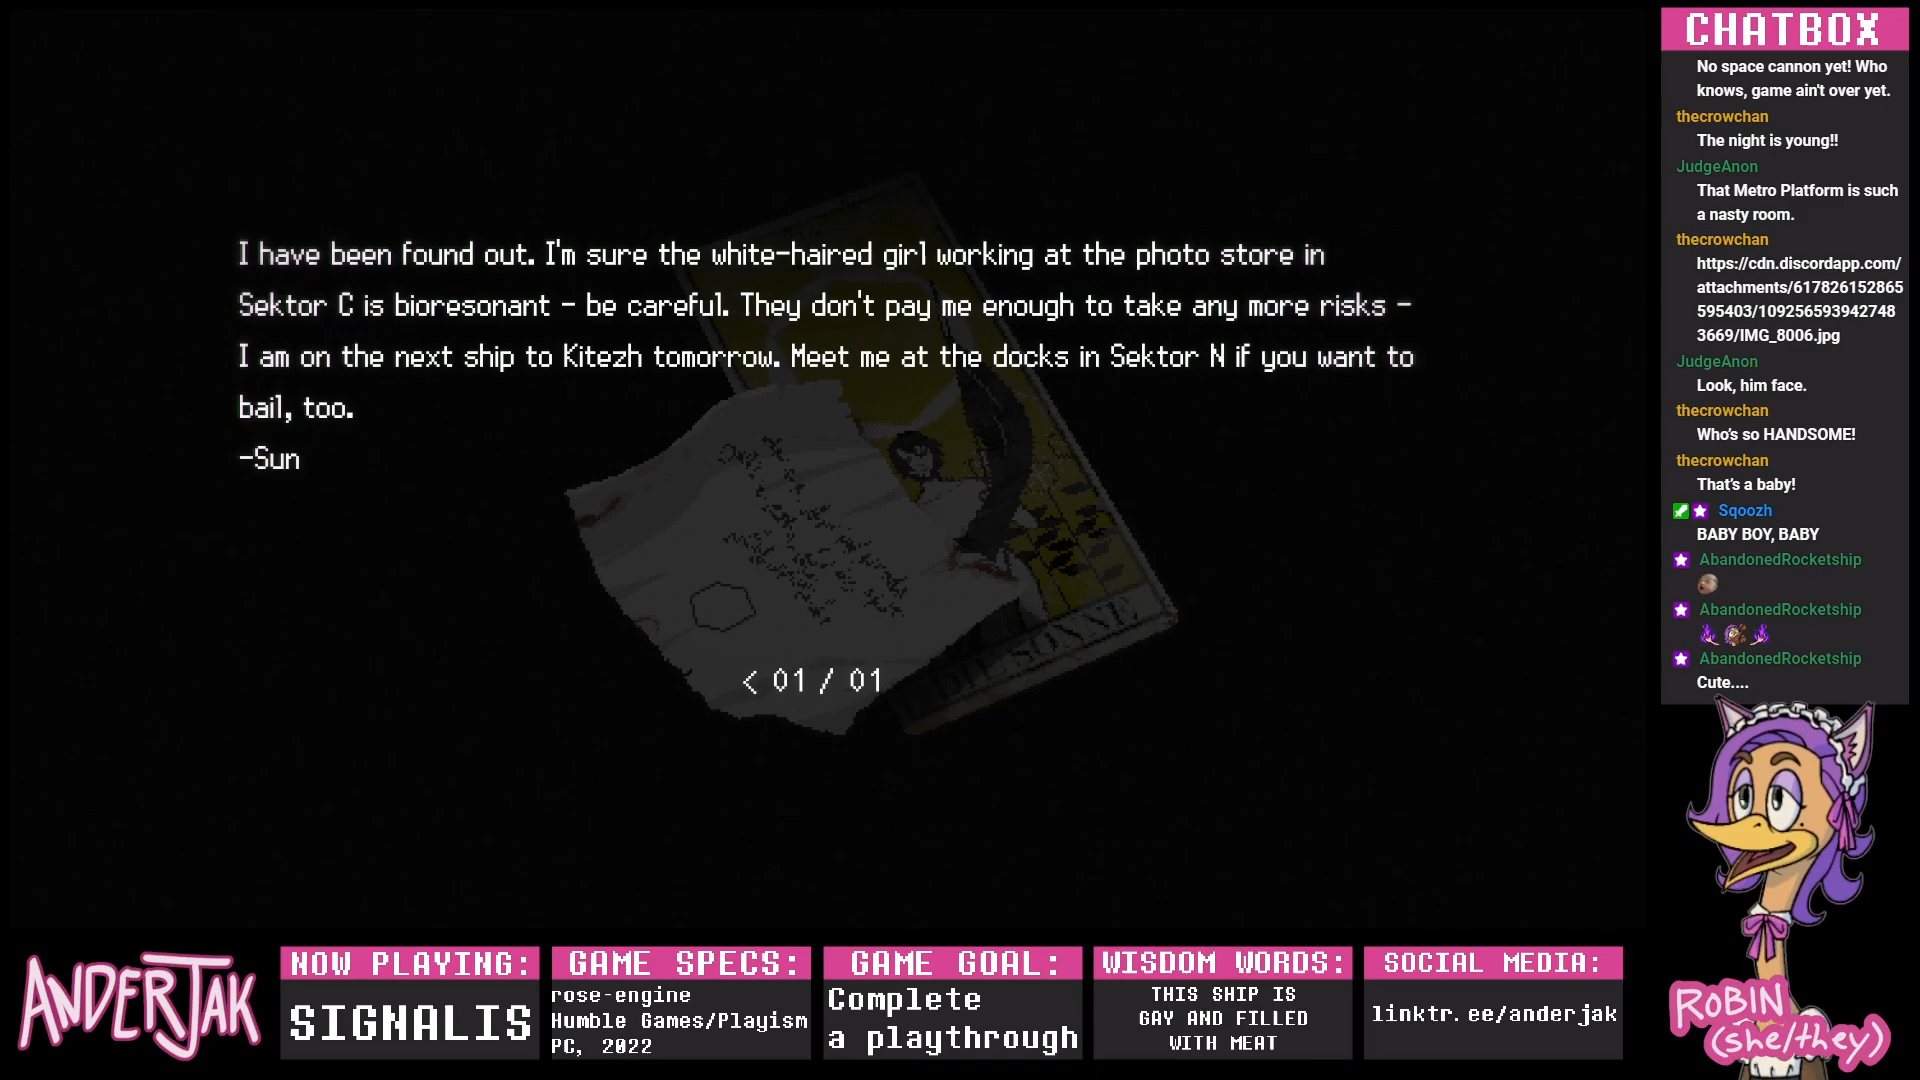 I have been found out. I'm sure the white-haired girl working at the photo store in
Sektor C is bioresonant - be careful. They don't pay me enough to take any more risks -
I am on the next ship to Kitezh tomorrow. Meet me at the docks in Sektor N if you want to
bail, too.
-Sun
< 01 / 01
CHATBOX
No space cannon yet! Who
knows, game ain't over yet.
thecrowchan
The night is young!!
JudgeAnon
That Metro Platform is such
a nasty room.
thecrowchan
https://cdn.discordapp.com/
attachments/617826152865
595403/109256593942748
3669/IMG_8006.jpg
JudgeAnon
Look, him face.
thecrowchan
Who's so HANDSOME!
thecrowchan
That's a baby!
Sqoozh
BABY BOY, BABY
AbandonedRocketship
AbandonedRocketship
AbandonedRocketship
Cute....
ANDERJAK
NOW PLAYING:
SIGNALIS
GAME SPECS:
rose-engine
Humble Games/Playism
PC, 2022
GAME GOAL:
Complete
a playthrough
WISDOM WORDS:
THIS SHIP IS
GAY AND FILLED
WITH MEAT
SOCIAL MEDIA:
linktr.ee/anderjak
ROBIN
(she/they)